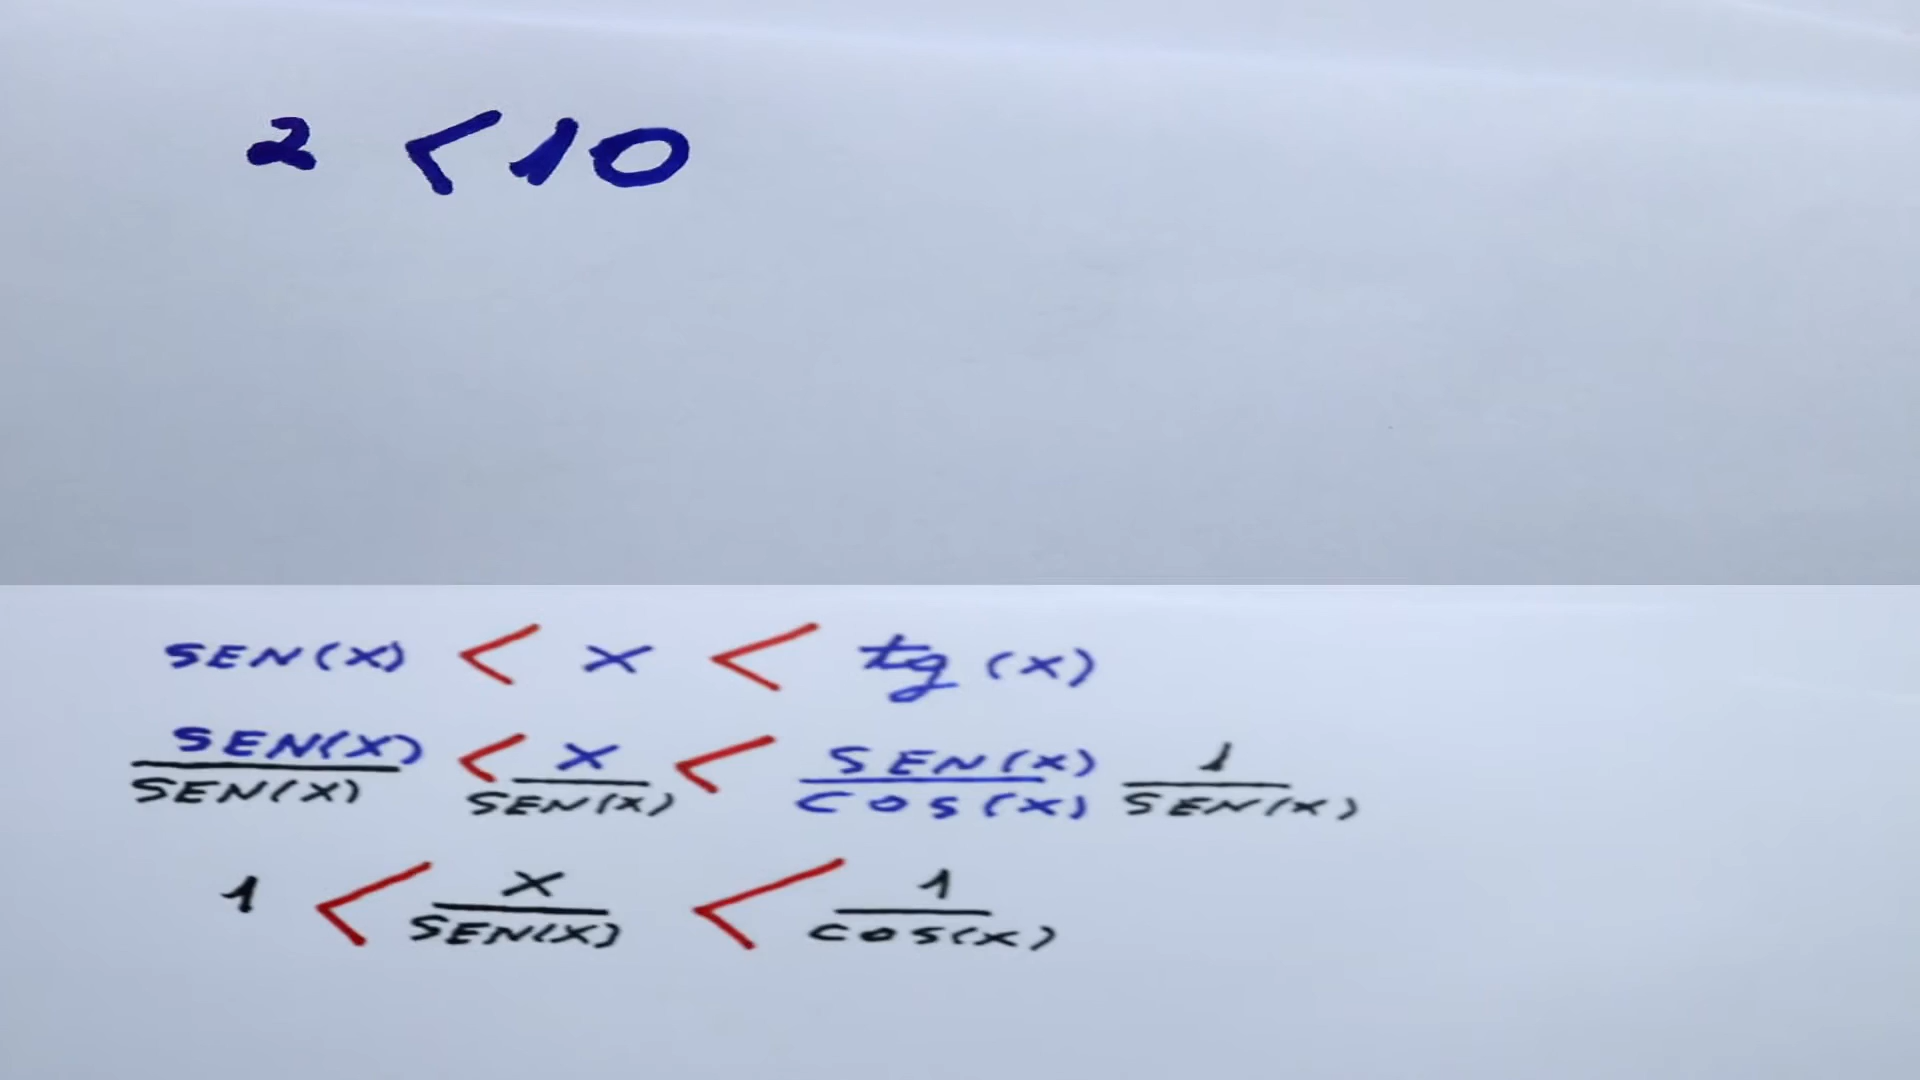 2 < 10
SEN(X) < X < tg (X)
SEN(X)/SEN(X) < X/SEN(X) < SEN(X)/COS(X) 1/SEN(X)
1 < X/SEN(X) < 1/COS(X)